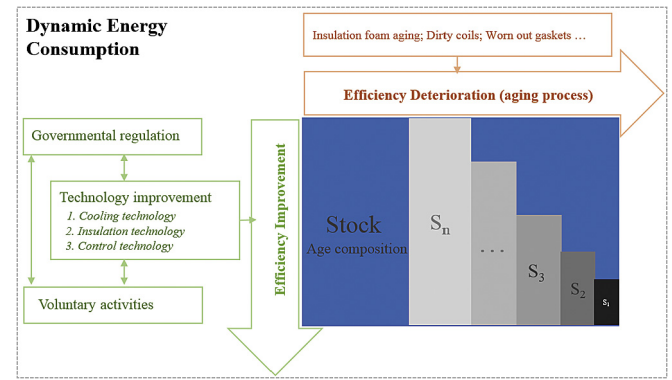 Dynamic Energy
Consumption
Insulation foam aging; Dirty coils; Worn out gaskets ...
Efficiency Deterioration (aging process)
Governmental regulation
Technology improvement
1. Cooling technology
2. Insulation technology
3. Control technology
Voluntary activities
Efficiency Improvement
Stock
Age composition
Sn
...
S3
S2
S1